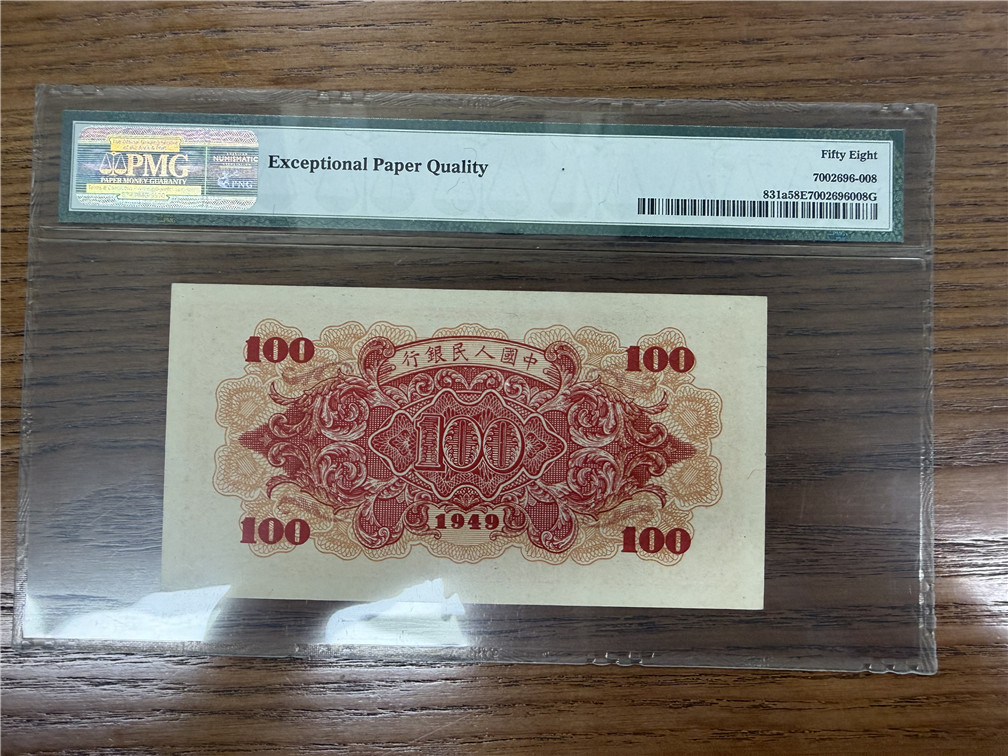 PMG
PAPER MONEY GUARANTY
NUMISMATIC
PNG
Exceptional Paper Quality
Fifty Eight
7002696-008
831a58E7002696008G
行銀民人國中
100
100
100
1949
100
100